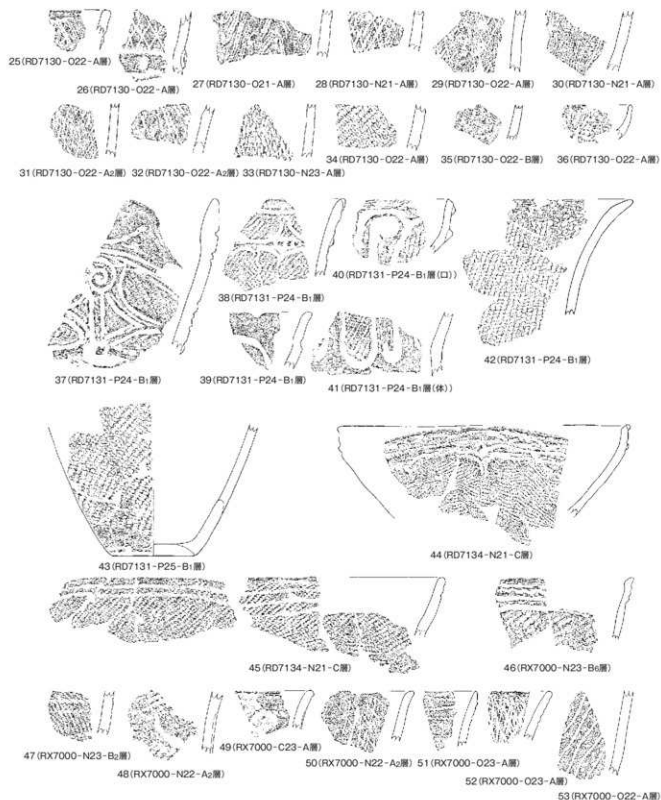 25(RD7130-O22-A層)
26(RD7130-O22-A層)
27(RD7130-O21-A層)
28(RD7130-N21-A層)
29(RD7130-O22-A層)
30(RD7130-N21-A層)
31(RD7130-O22-A2層)
32(RD7130-O22-A2層)
33(RD7130-N23-A層)
34(RD7130-O22-A層)
35(RD7130-O22-B層)
36(RD7130-O22-A層)
37(RD7131-P24-B1層)
38(RD7131-P24-B1層)
39(RD7131-P24-B1層)
40(RD7131-P24-B1層(口))
41(RD7131-P24-B1層(体))
42(RD7131-P24-B1層)
43(RD7131-P25-B1層)
44(RD7134-N21-C層)
45(RD7134-N21-C層)
46(RX7000-N23-B6層)
47(RX7000-N23-B2層)
48(RX7000-N22-A2層)
49(RX7000-C23-A層)
50(RX7000-N22-A2層)
51(RX7000-O23-A層)
52(RX7000-O23-A層)
53(RX7000-O22-A層)